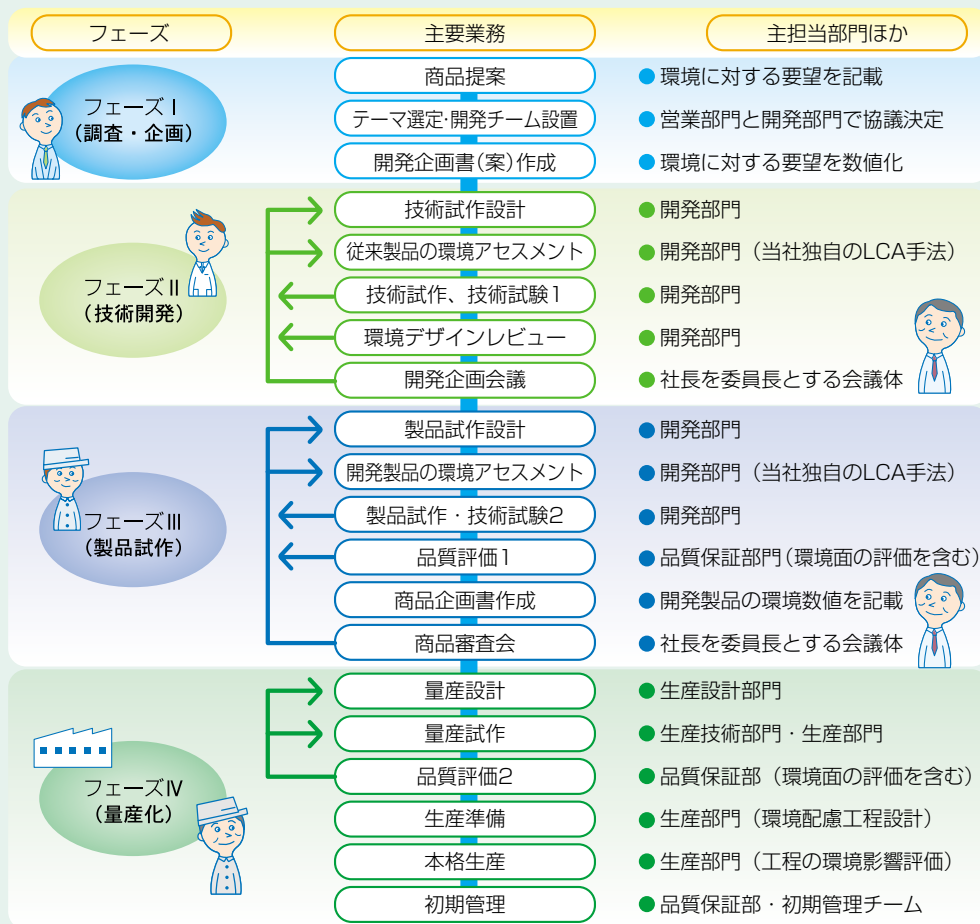 フェーズ 主要業務 主担当部門ほか
フェーズⅠ
(調査・企画)
商品提案 ●環境に対する要望を記載
テーマ選定・開発チーム設置 ●営業部門と開発部門で協議決定
開発企画書(案)作成 ●環境に対する要望を数値化
フェーズⅡ
(技術開発)
技術試作設計 ●開発部門
従来製品の環境アセスメント ●開発部門(当社独自のLCA手法)
技術試作、技術試験1 ●開発部門
環境デザインレビュー ●開発部門
開発企画会議 ●社長を委員長とする会議体
フェーズⅢ
(製品試作)
製品試作設計 ●開発部門
開発製品の環境アセスメント ●開発部門(当社独自のLCA手法)
製品試作・技術試験2 ●開発部門
品質評価1 ●品質保証部門(環境面の評価を含む)
商品企画書作成 ●開発製品の環境数値を記載
商品審査会 ●社長を委員長とする会議体
フェーズⅣ
(量産化)
量産設計 ●生産設計部門
量産試作 ●生産技術部門・生産部門
品質評価2 ●品質保証部(環境面の評価を含む)
生産準備 ●生産部門(環境配慮工程設計)
本格生産 ●生産部門(工程の環境影響評価)
初期管理 ●品質保証部・初期管理チーム